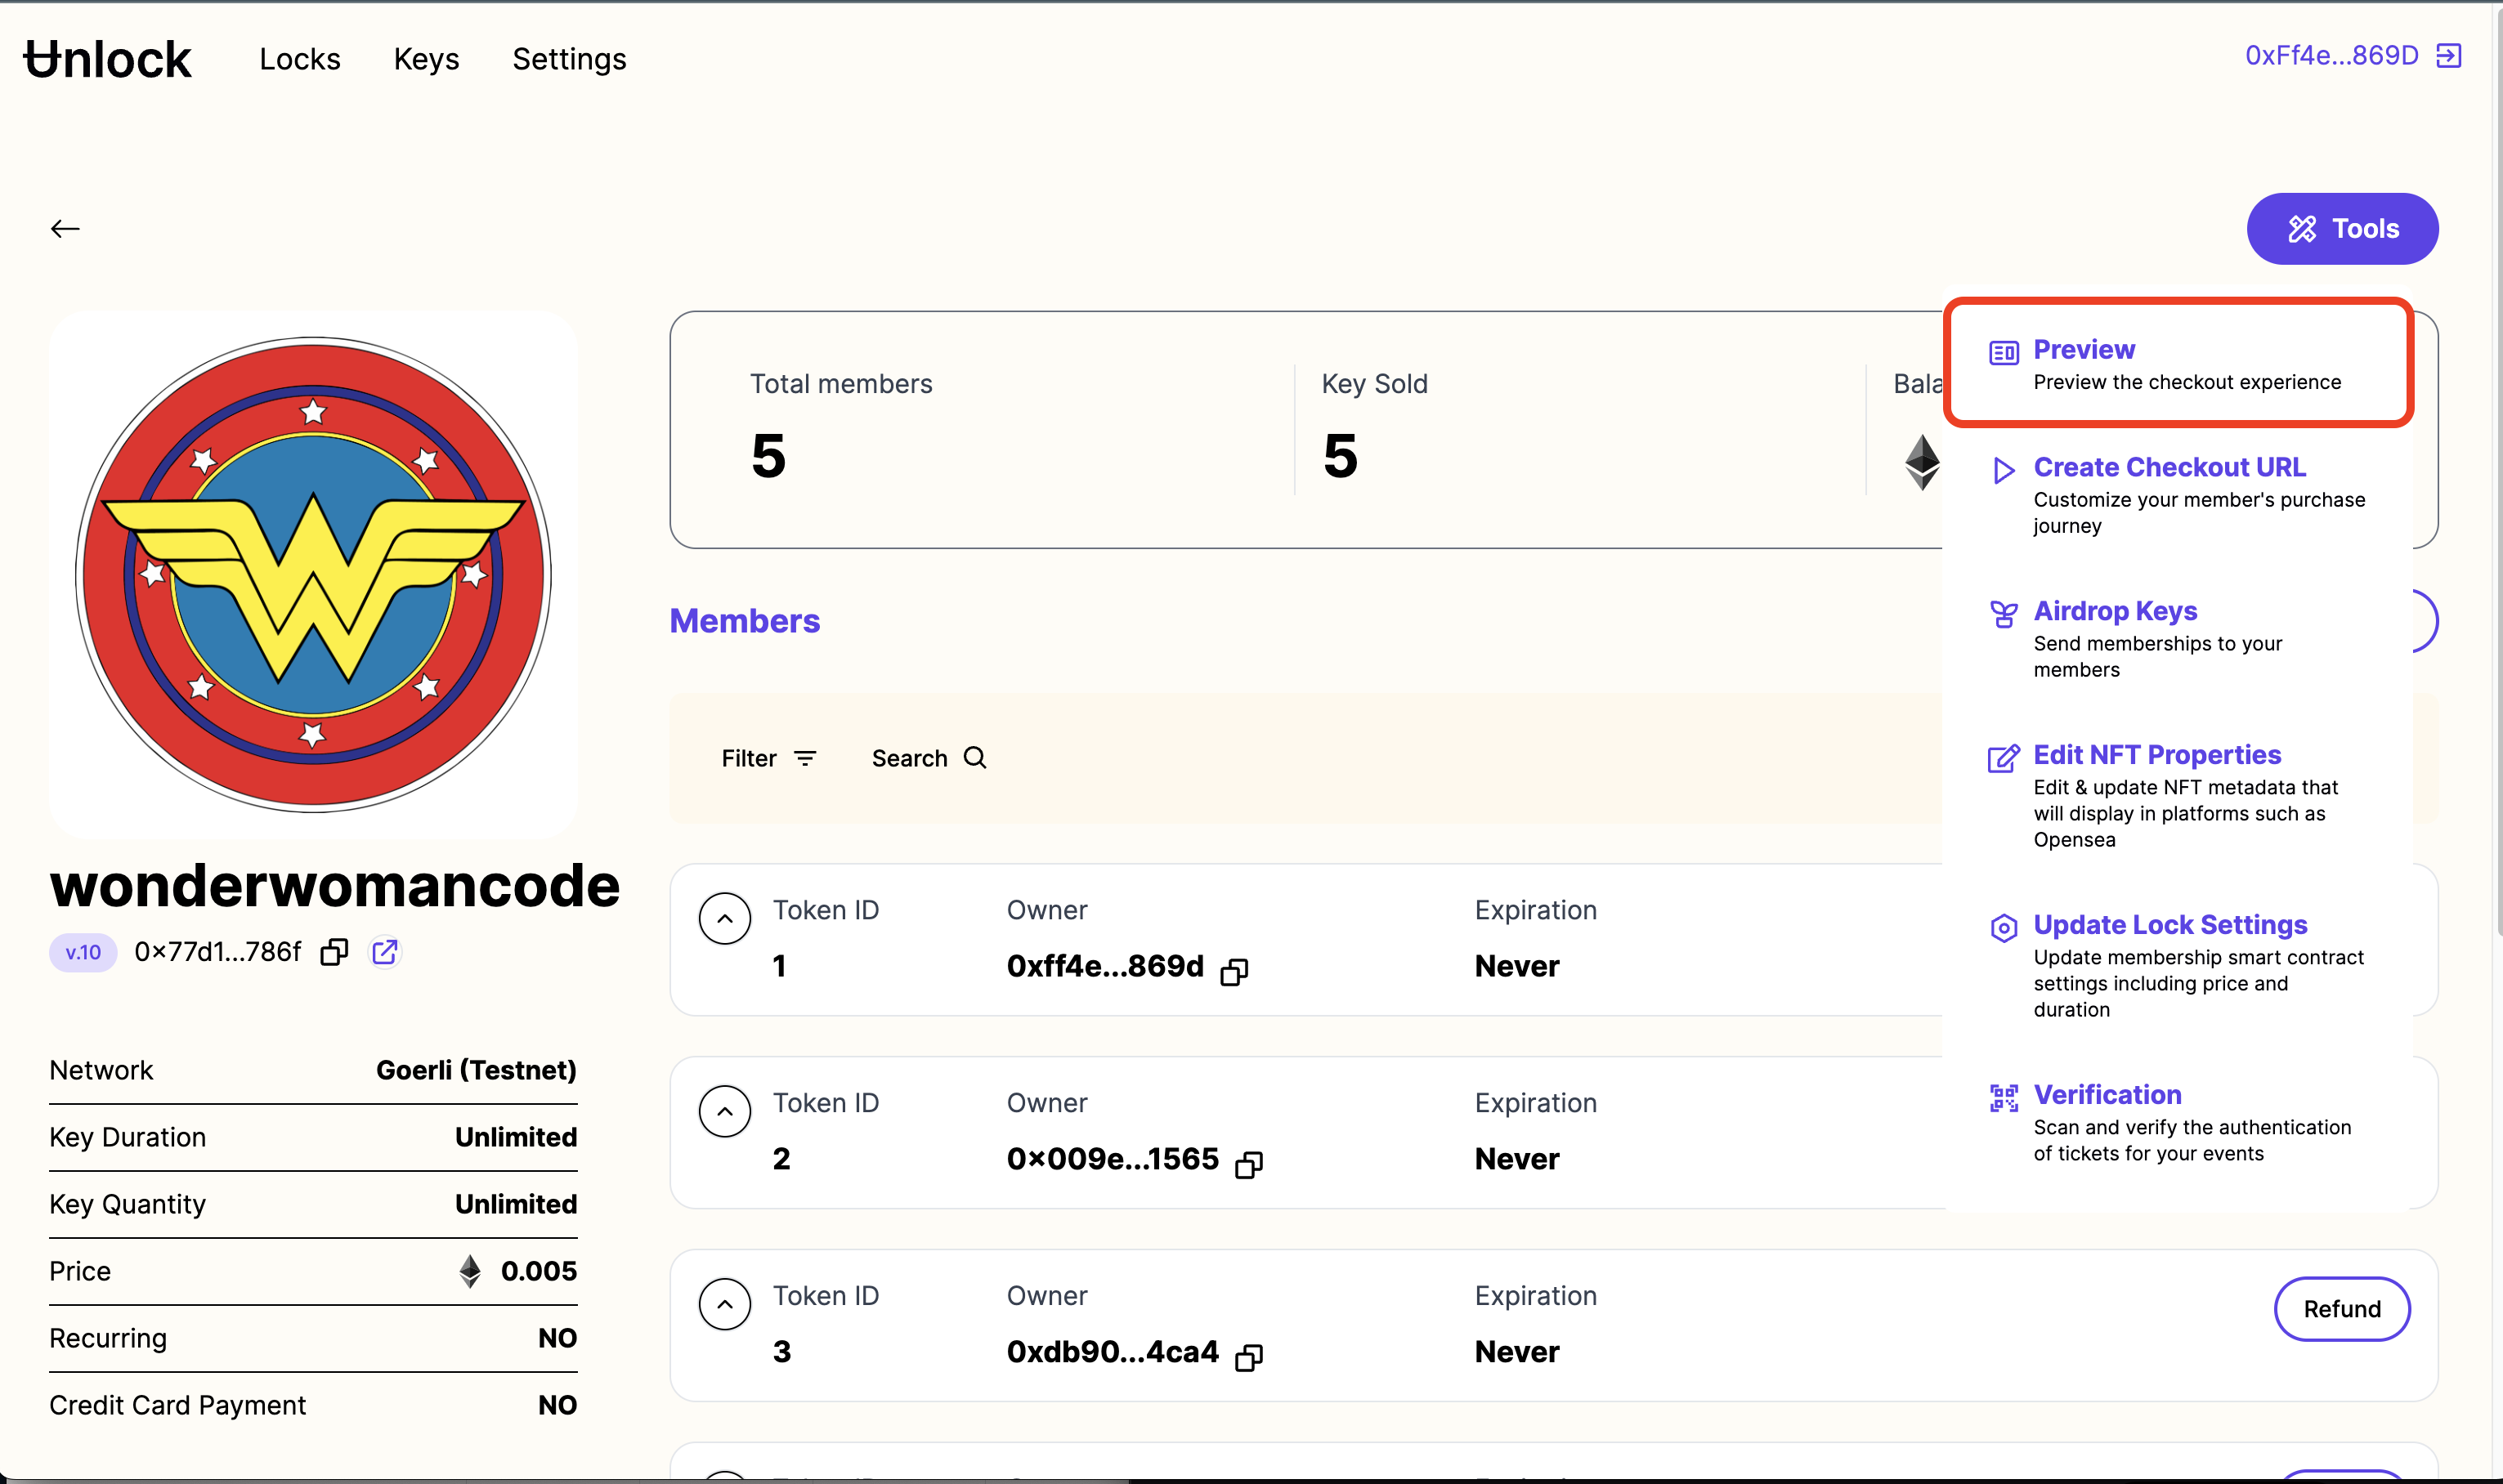 Unlock Locks Keys Settings 0xFf4e...869D
Tools
Total members Key Sold Bala
5 5
Preview
Preview the checkout experience
Create Checkout URL
Customize your member's purchase
journey
Airdrop Keys
Send memberships to your
members
Edit NFT Properties
Edit & update NFT metadata that
will display in platforms such as
Opensea
Update Lock Settings
Update membership smart contract
settings including price and
duration
Verification
Scan and verify the authentication
of tickets for your events
W
wonderwomancode
v.10 0x77d1...786f
Network Goerli (Testnet)
Key Duration Unlimited
Key Quantity Unlimited
Price 0.005
Recurring NO
Credit Card Payment NO
Members
Filter Search
Token ID Owner Expiration
1 0xff4e...869d Never
Token ID Owner Expiration
2 0x009e...1565 Never
Token ID Owner Expiration
3 0xdb90...4ca4 Never
Refund